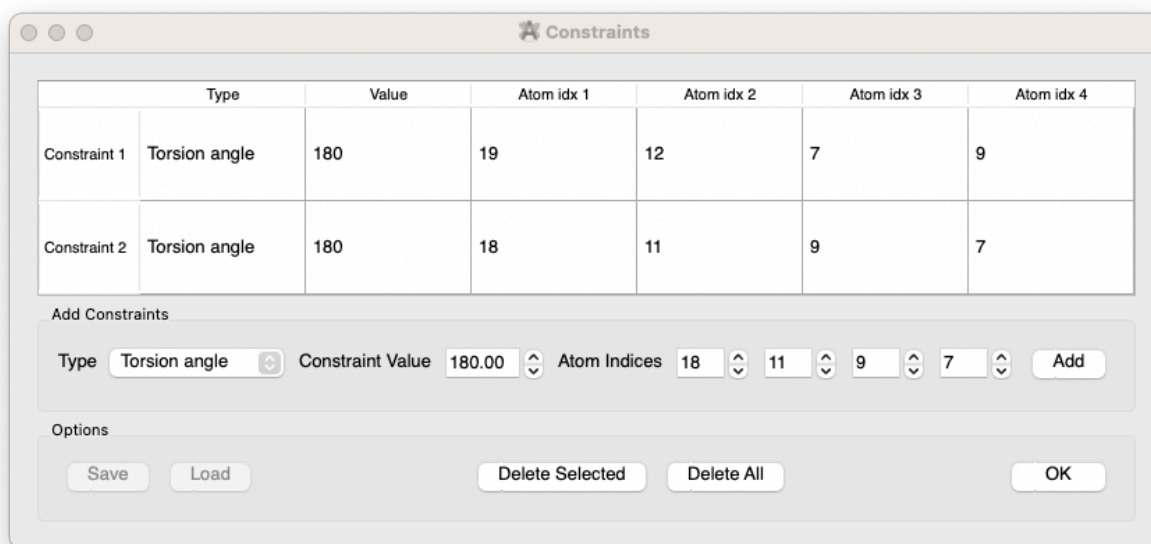 Constraints
Type Value Atom idx 1 Atom idx 2 Atom idx 3 Atom idx 4
Constraint 1 Torsion angle 180 19 12 7 9
Constraint 2 Torsion angle 180 18 11 9 7
Add Constraints
Type Torsion angle Constraint Value 180.00 Atom Indices 18 11 9 7 Add
Options
Save Load Delete Selected Delete All OK